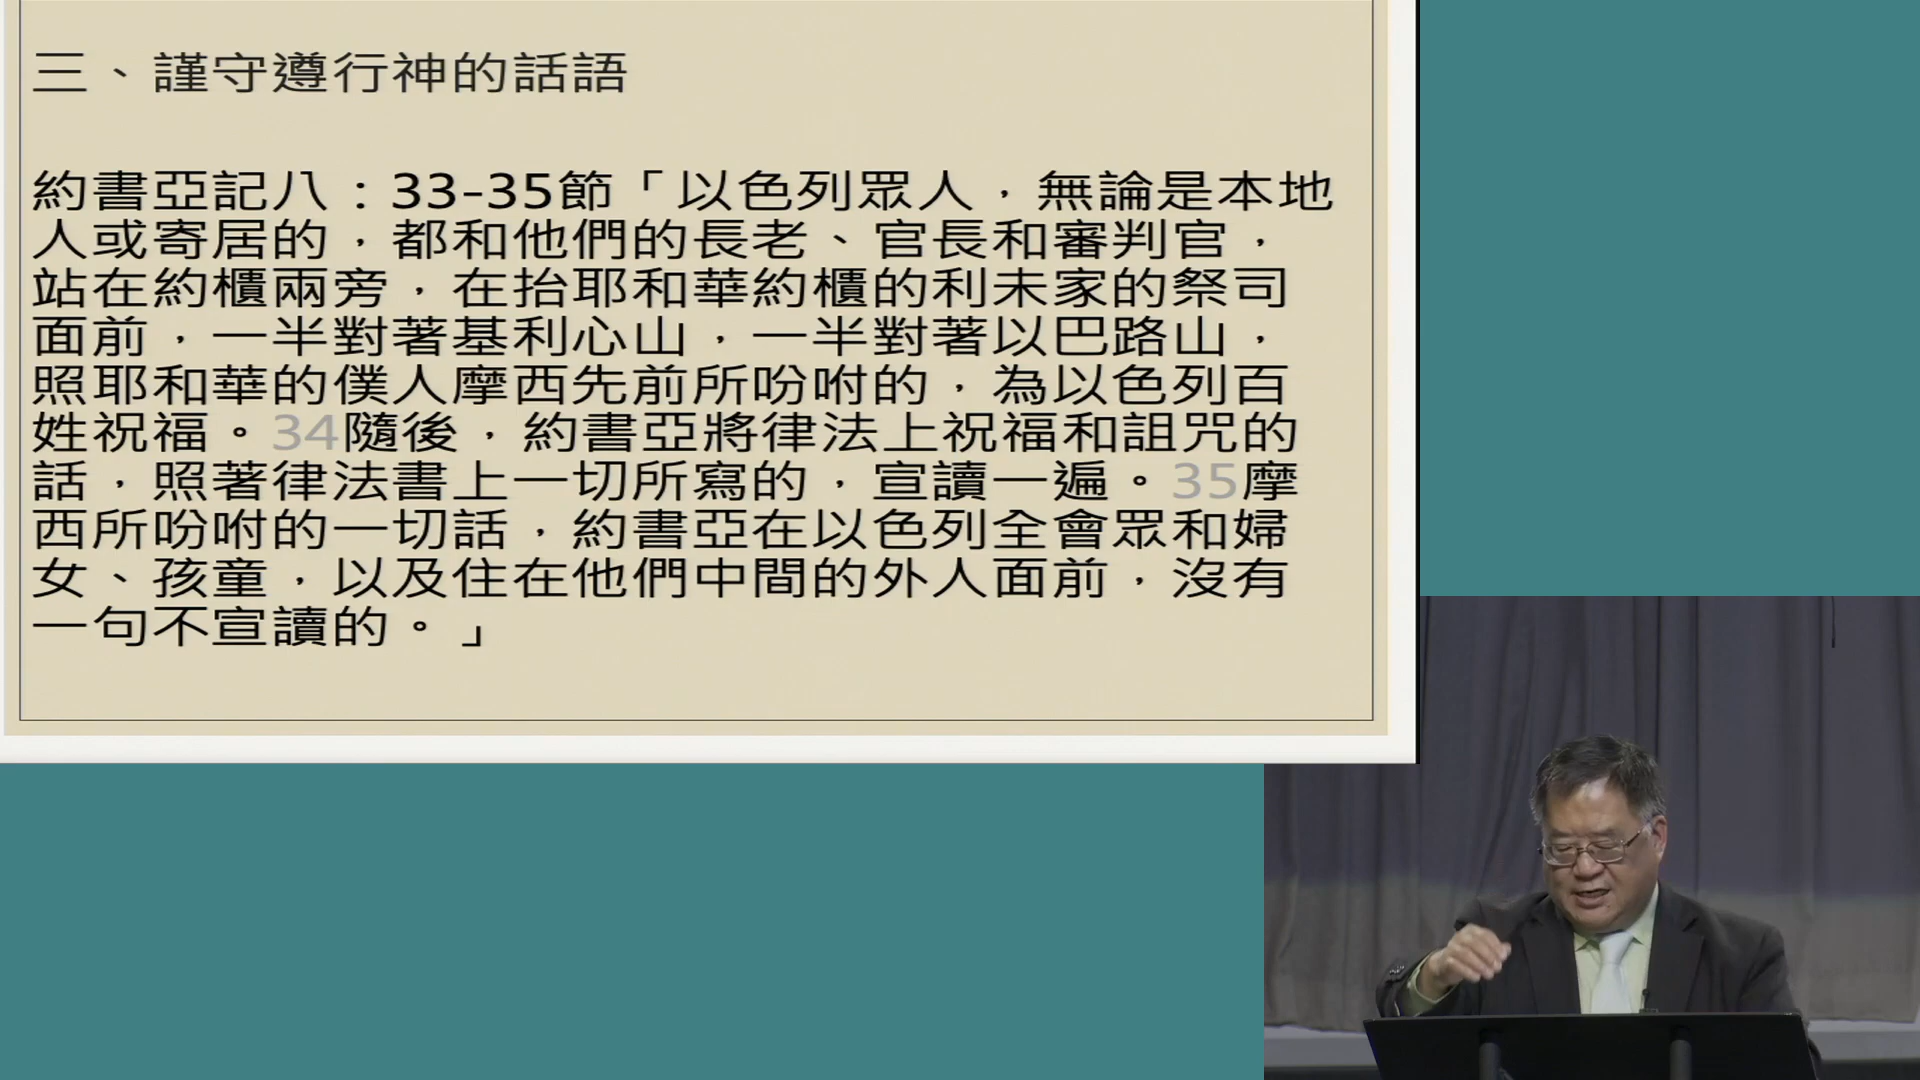 三、謹守遵行神的話語
約書亞記八：33-35節「以色列眾人，無論是本地
人或寄居的，都和他們的長老、官長和審判官，
站在約櫃兩旁，在抬耶和華約櫃的利未家的祭司
面前，一半對著基利心山，一半對著以巴路山，
照耶和華的僕人摩西先前所吩咐的，為以色列百
姓祝福。34隨後，約書亞將律法上祝福和詛咒的
話，照著律法書上一切所寫的，宣讀一遍。35摩
西所吩咐的一切話，約書亞在以色列全會眾和婦
女、孩童，以及住在他們中間的外人面前，沒有
一句不宣讀的。」